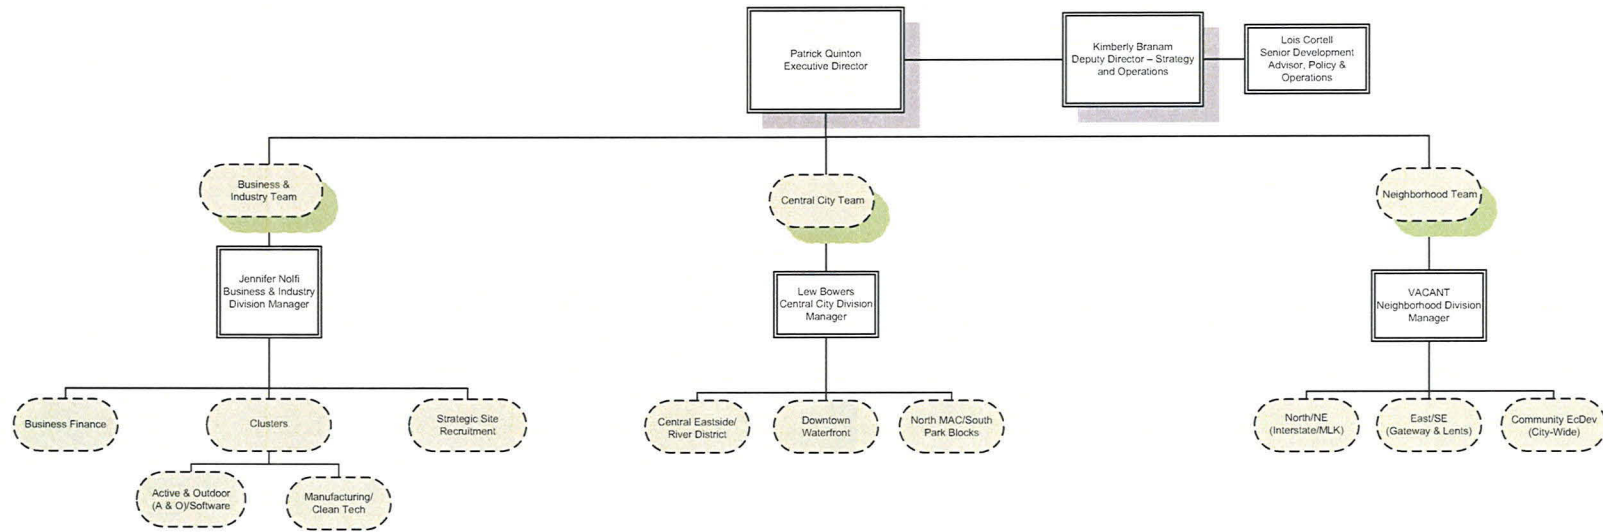 Patrick Quinton
Executive Director
Kimberly Branam
Deputy Director – Strategy
and Operations
Lois Cortell
Senior Development
Advisor, Policy &
Operations
Business &
Industry Team
Central City Team
Neighborhood Team
Jennifer Nolfi
Business & Industry
Division Manager
Lew Bowers
Central City Division
Manager
VACANT
Neighborhood Division
Manager
Business Finance
Clusters
Strategic Site
Recruitment
Central Eastside/
River District
Downtown
Waterfront
North MAC/South
Park Blocks
North/NE
(Interstate/MLK)
East/SE
(Gateway & Lents)
Community EcDev
(City-Wide)
Active & Outdoor
(A & O)/Software
Manufacturing/
Clean Tech